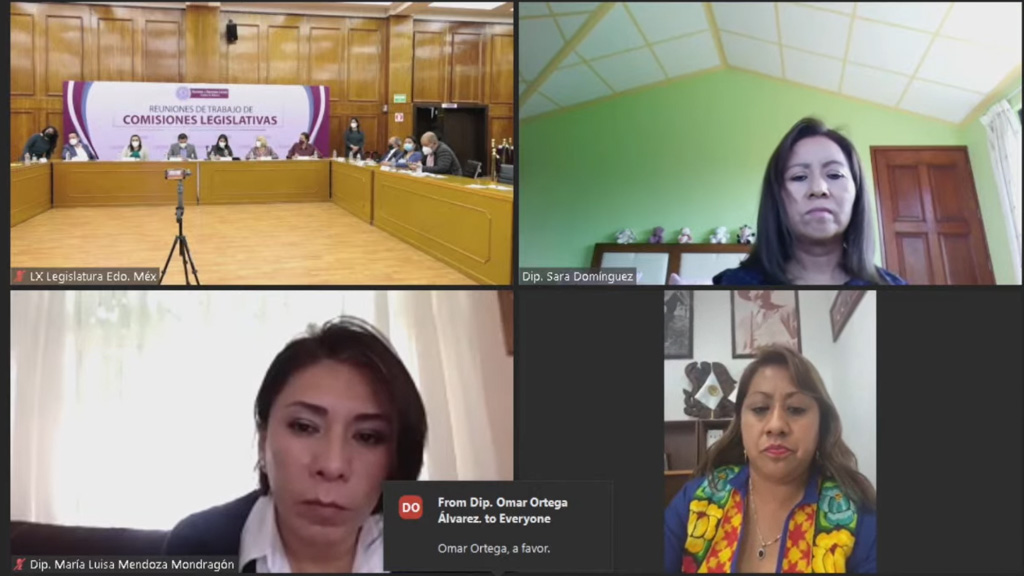 REUNIONES DE TRABAJO DE
COMISIONES LEGISLATIVAS
LX Legislatura Edo. Méx
Dip. Sara Domínguez
Dip. María Luisa Mendoza Mondragón
DO
From Dip. Omar Ortega
Álvarez. to Everyone
Omar Ortega, a favor.